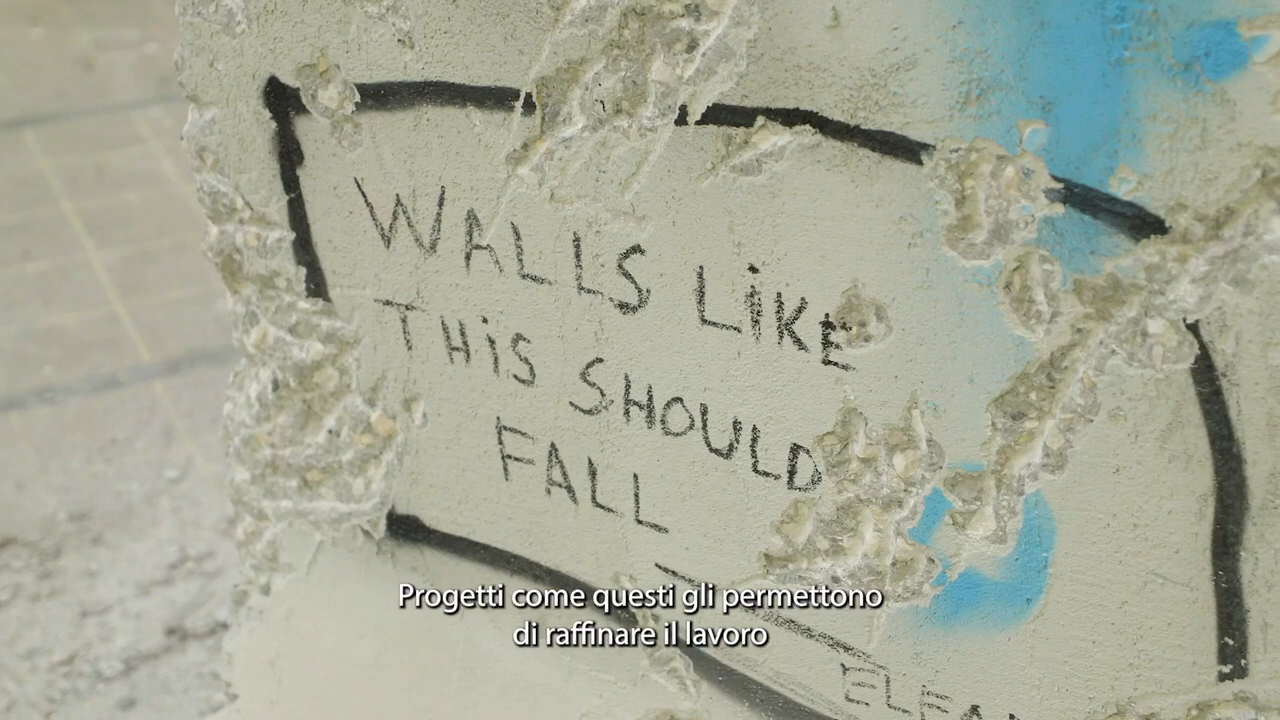 WALLS LiKE
THiS SHOULD
FALL
Progetti come questi gli permettono
di raffinare il lavoro